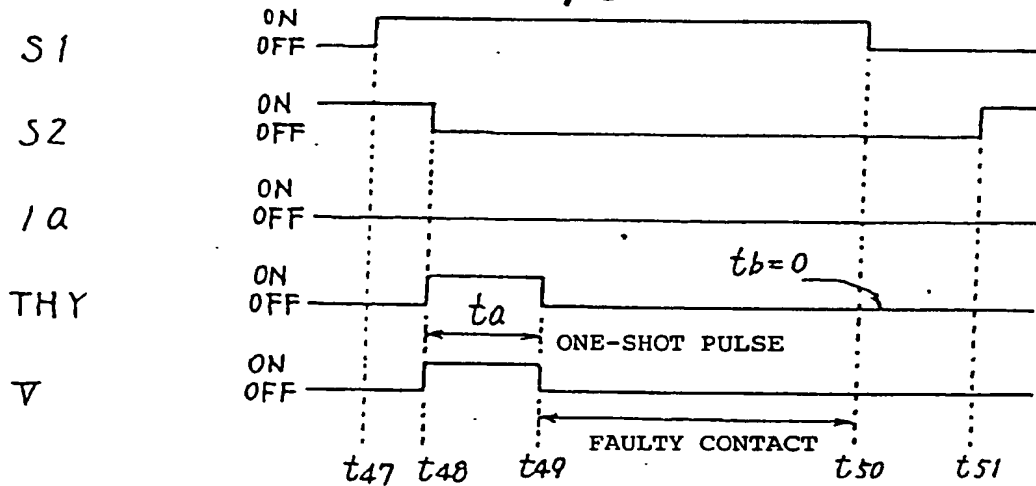 S1
ON
OFF
S2
ON
OFF
1a
ON
OFF
THY
ON
OFF
ta
tb=0
ONE-SHOT PULSE
V
ON
OFF
FAULTY CONTACT
t47 t48 t49 t50 t51